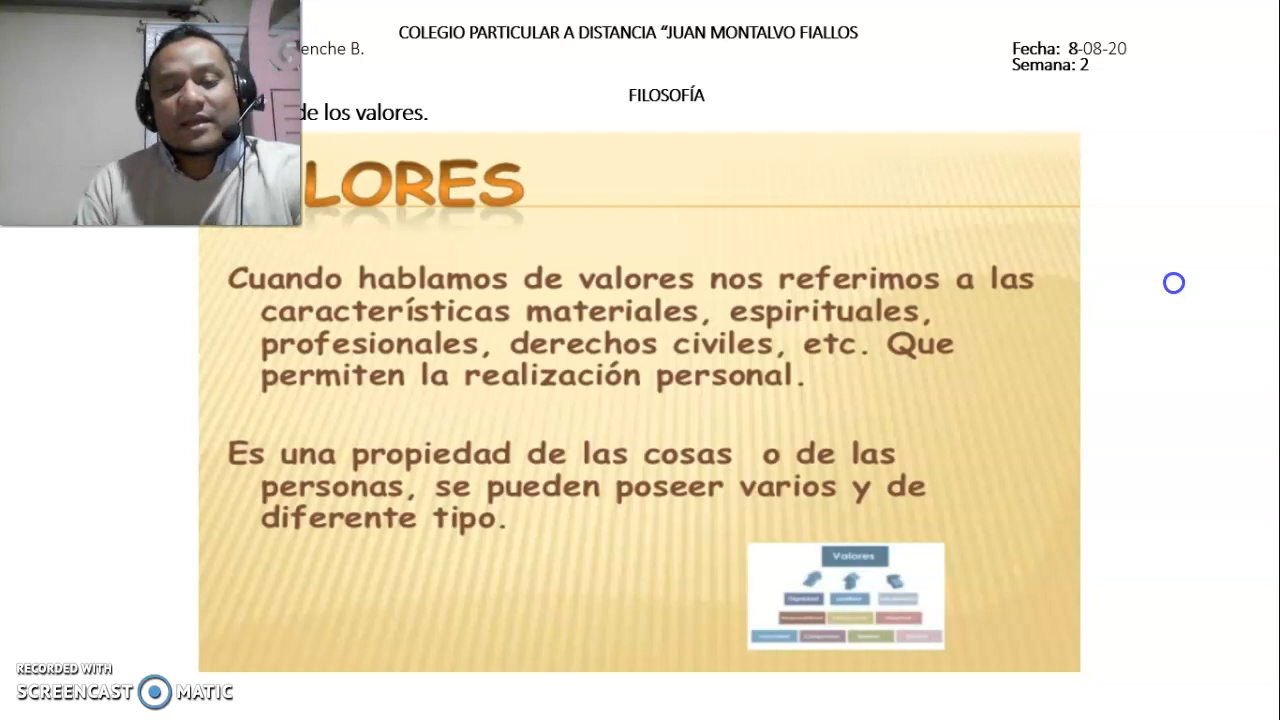 COLEGIO PARTICULAR A DISTANCIA “JUAN MONTALVO FIALLOS
enche B.
Fecha: 8-08-20
Semana: 2
FILOSOFÍA
de los valores.
LORES
Cuando hablamos de valores nos referimos a las
características materiales, espirituales,
profesionales, derechos civiles, etc. Que
permiten la realización personal.
Es una propiedad de las cosas o de las
personas, se pueden poseer varios y de
diferente tipo.
Valores
RECORDED WITH
SCREENCAST MATIC